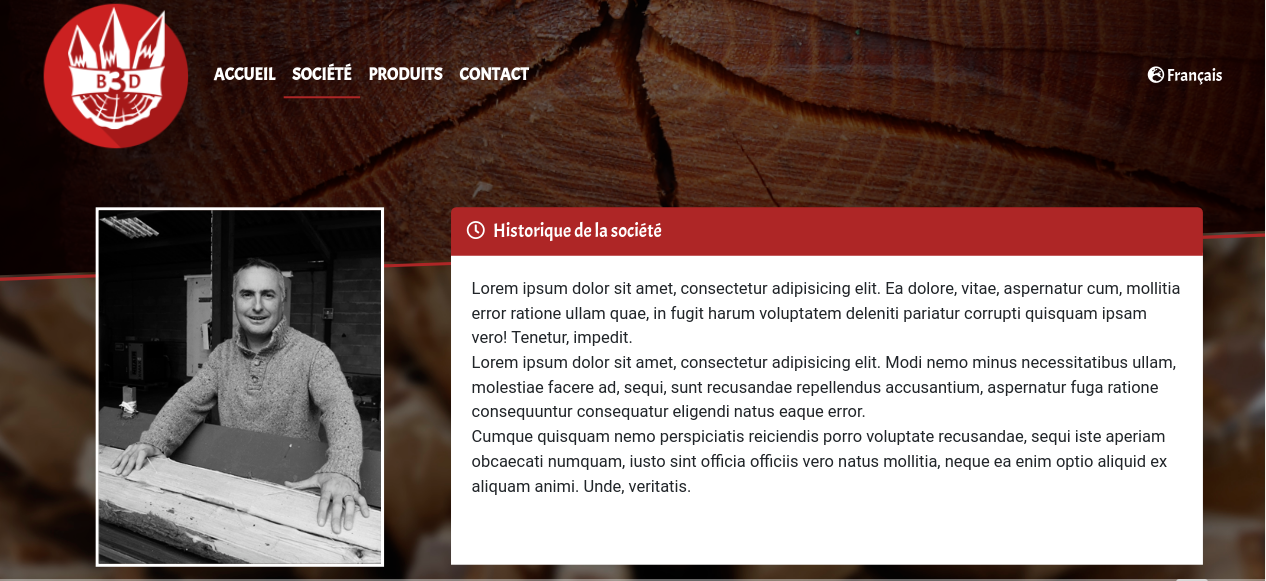 B3D
ACCUEIL SOCIÉTÉ PRODUITS CONTACT
Français
Historique de la société
Lorem ipsum dolor sit amet, consectetur adipisicing elit. Ea dolore, vitae, aspernatur cum, mollitia
error ratione ullam quae, in fugit harum voluptatem deleniti pariatur corrupti quisquam ipsam
vero! Tenetur, impedit.
Lorem ipsum dolor sit amet, consectetur adipisicing elit. Modi nemo minus necessitatibus ullam,
molestiae facere ad, sequi, sunt recusandae repellendus accusantium, aspernatur fuga ratione
consequuntur consequatur eligendi natus eaque error.
Cumque quisquam nemo perspiciatis reiciendis porro voluptate recusandae, sequi iste aperiam
obcaecati numquam, iusto sint officia officiis vero natus mollitia, neque ea enim optio aliquid ex
aliquam animi. Unde, veritatis.